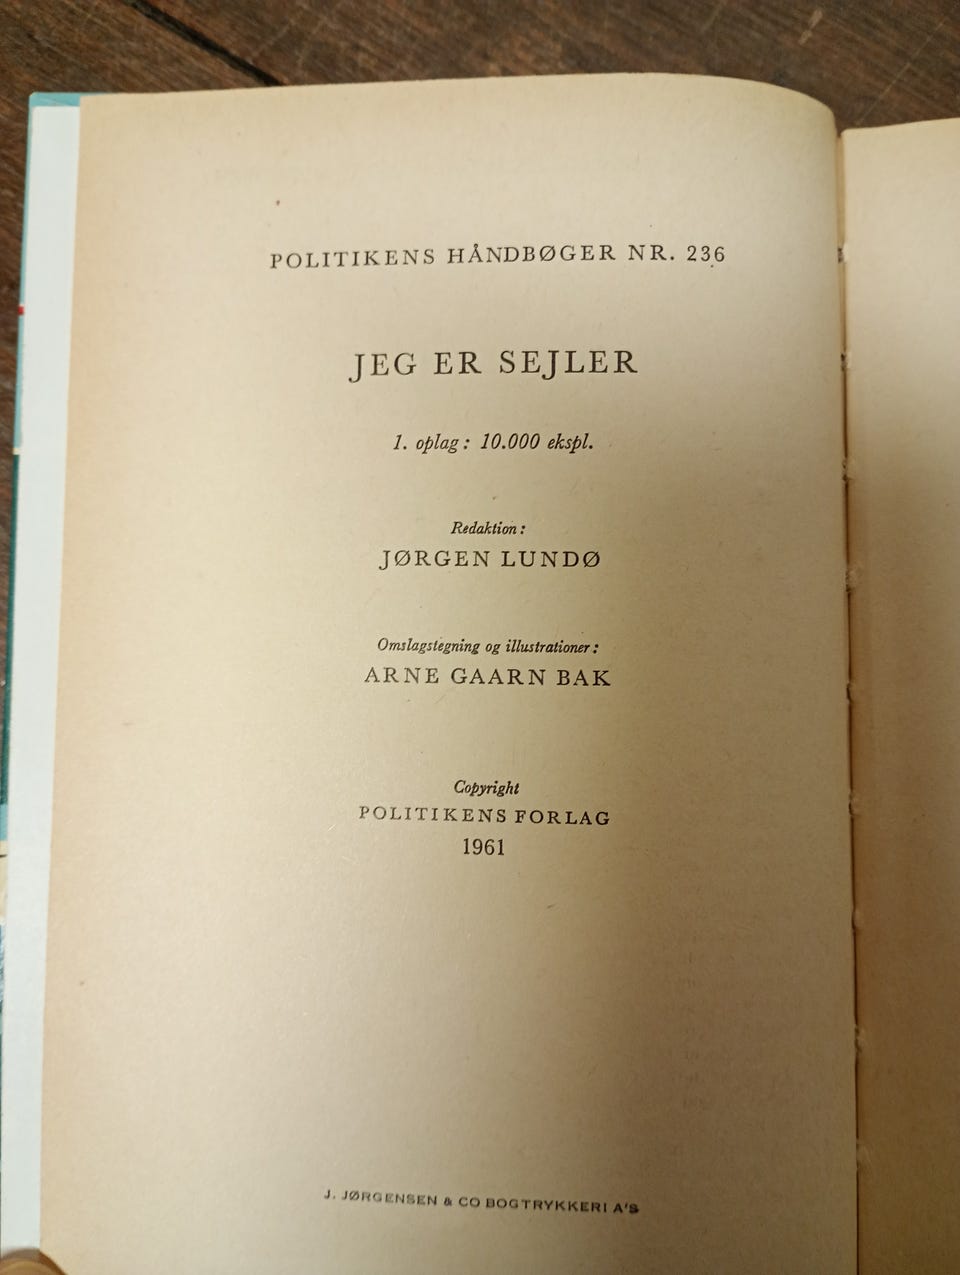 POLITIKENS HÅNDBØGER NR. 236
JEG ER SEJLER
1. oplag: 10.000 ekspl.
Redaktion:
JØRGEN LUNDØ
Omslagstegning og illustrationer:
ARNE GAARN BAK
Copyright
POLITIKENS FORLAG
1961
J. JØRGENSEN & CO BOGTRYKKERI A'S